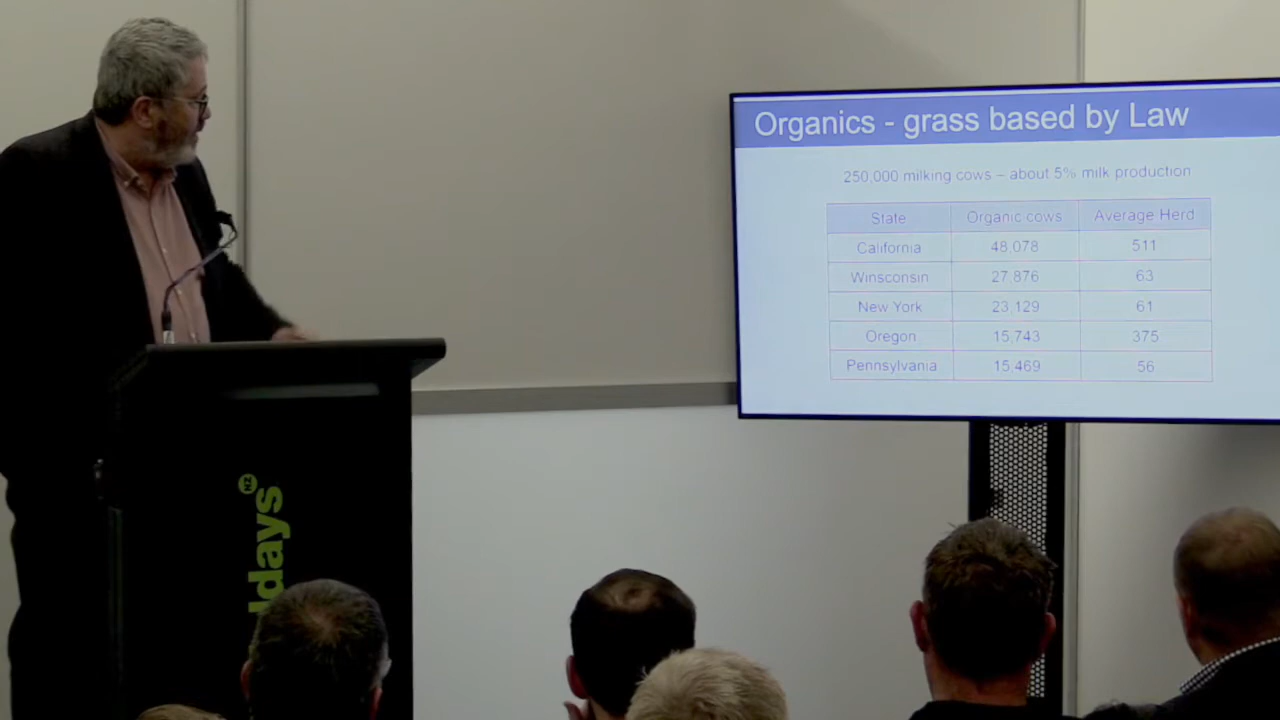 Organics - grass based by Law
250,000 milking cows – about 5% milk production
State Organic cows Average Herd
California 48,078 511
Winsconsin 27,876 63
New York 23,129 61
Oregon 15,743 375
Pennsylvania 15,469 56
ldays NZ